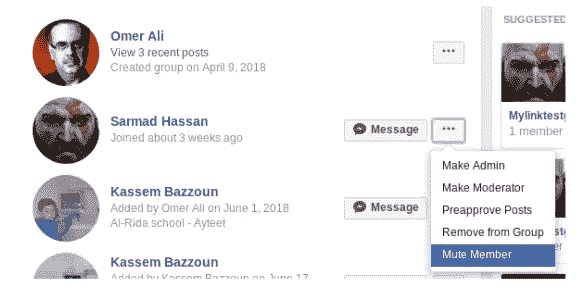 SUGGESTED
Omer Ali
View 3 recent posts
Created group on April 9, 2018
...
Sarmad Hassan
Joined about 3 weeks ago
Message
...
Mylinktest
1 member
Make Admin
Make Moderator
Preapprove Posts
Remove from Group
Mute Member
Kassem Bazzoun
Added by Omer Ali on June 1, 2018
Al-Rida school - Ayteet
Message
Kassem Bazzoun
Added by Kassem Bazzoun on June 17